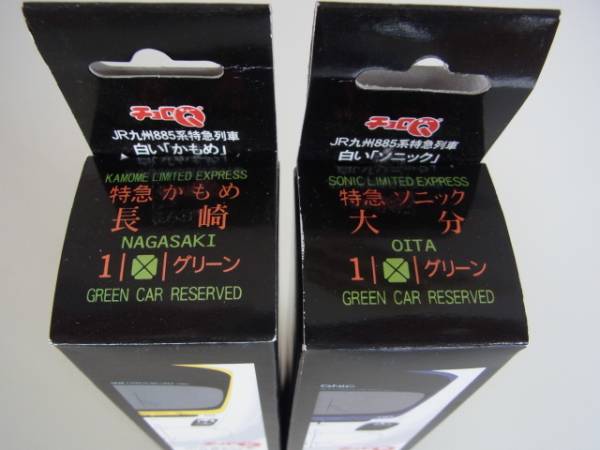 チョロQ
JR九州885系特急列車
白い「かもめ」
KAMOME LIMITED EXPRESS
特急 かもめ
長 崎
NAGASAKI
1 グリーン
GREEN CAR RESERVED
チョロQ
JR九州885系特急列車
白い「ソニック」
SONIC LIMITED EXPRESS
特急 ソニック
大 分
OITA
1 グリーン
GREEN CAR RESERVED